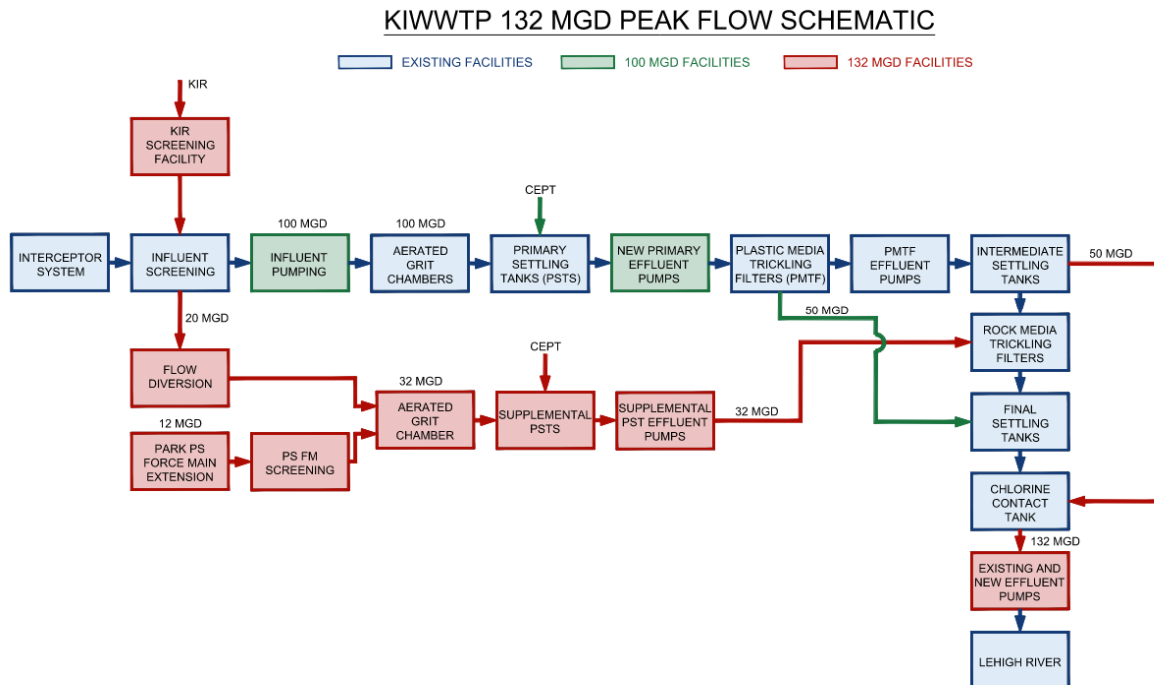 KIWWTP 132 MGD PEAK FLOW SCHEMATIC
EXISTING FACILITIES
100 MGD FACILITIES
132 MGD FACILITIES
KIR
KIR
SCREENING
FACILITY
CEPT
100 MGD
100 MGD
INTERCEPTOR
SYSTEM
INFLUENT
SCREENING
INFLUENT
PUMPING
AERATED
GRIT
CHAMBERS
PRIMARY
SETTLING
TANKS (PSTS)
NEW PRIMARY
EFFLUENT
PUMPS
PLASTIC MEDIA
TRICKLING
FILTERS (PMTF)
PMTF
EFFLUENT
PUMPS
INTERMEDIATE
SETTLING
TANKS
50 MGD
20 MGD
50 MGD
ROCK MEDIA
TRICKLING
FILTERS
FLOW
DIVERSION
CEPT
32 MGD
AERATED
GRIT
CHAMBER
SUPPLEMENTAL
PSTS
SUPPLEMENTAL
PST EFFLUENT
PUMPS
32 MGD
FINAL
SETTLING
TANKS
12 MGD
PARK PS
FORCE MAIN
EXTENSION
PS FM
SCREENING
CHLORINE
CONTACT
TANK
132 MGD
EXISTING AND
NEW EFFLUENT
PUMPS
LEHIGH RIVER